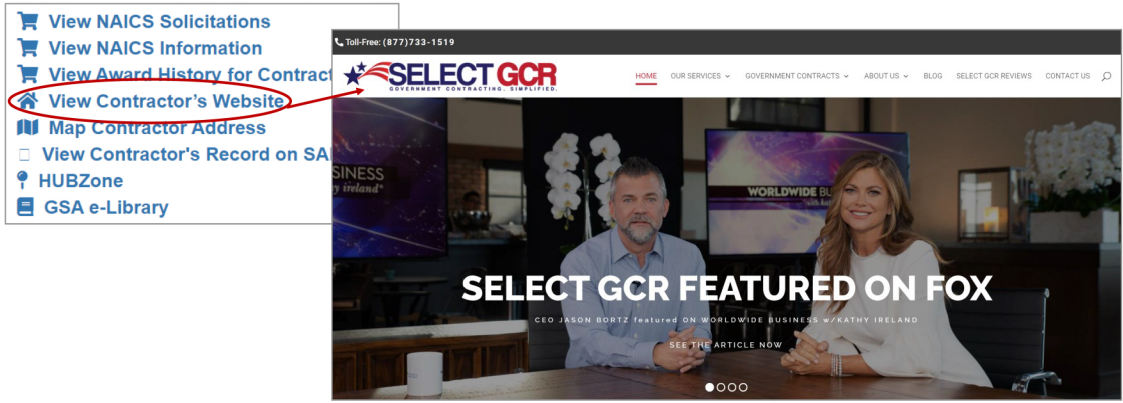 View NAICS Solicitations
View NAICS Information
View Award History for Contract
View Contractor's Website
Map Contractor Address
View Contractor's Record on SA
HUBZone
GSA e-Library
Toll-Free: (877)733-1519
SELECT GCR
GOVERNMENT CONTRACTING. SIMPLIFIED.
HOME OUR SERVICES GOVERNMENT CONTRACTS ABOUT US BLOG SELECT GCR REVIEWS CONTACT US
SINESS
y ireland*
WORLDWIDE BU
SELECT GCR FEATURED ON FOX
CEO JASON BORTZ featured ON WORLDWIDE BUSINESS w/KATHY IRELAND
SEE THE ARTICLE NOW